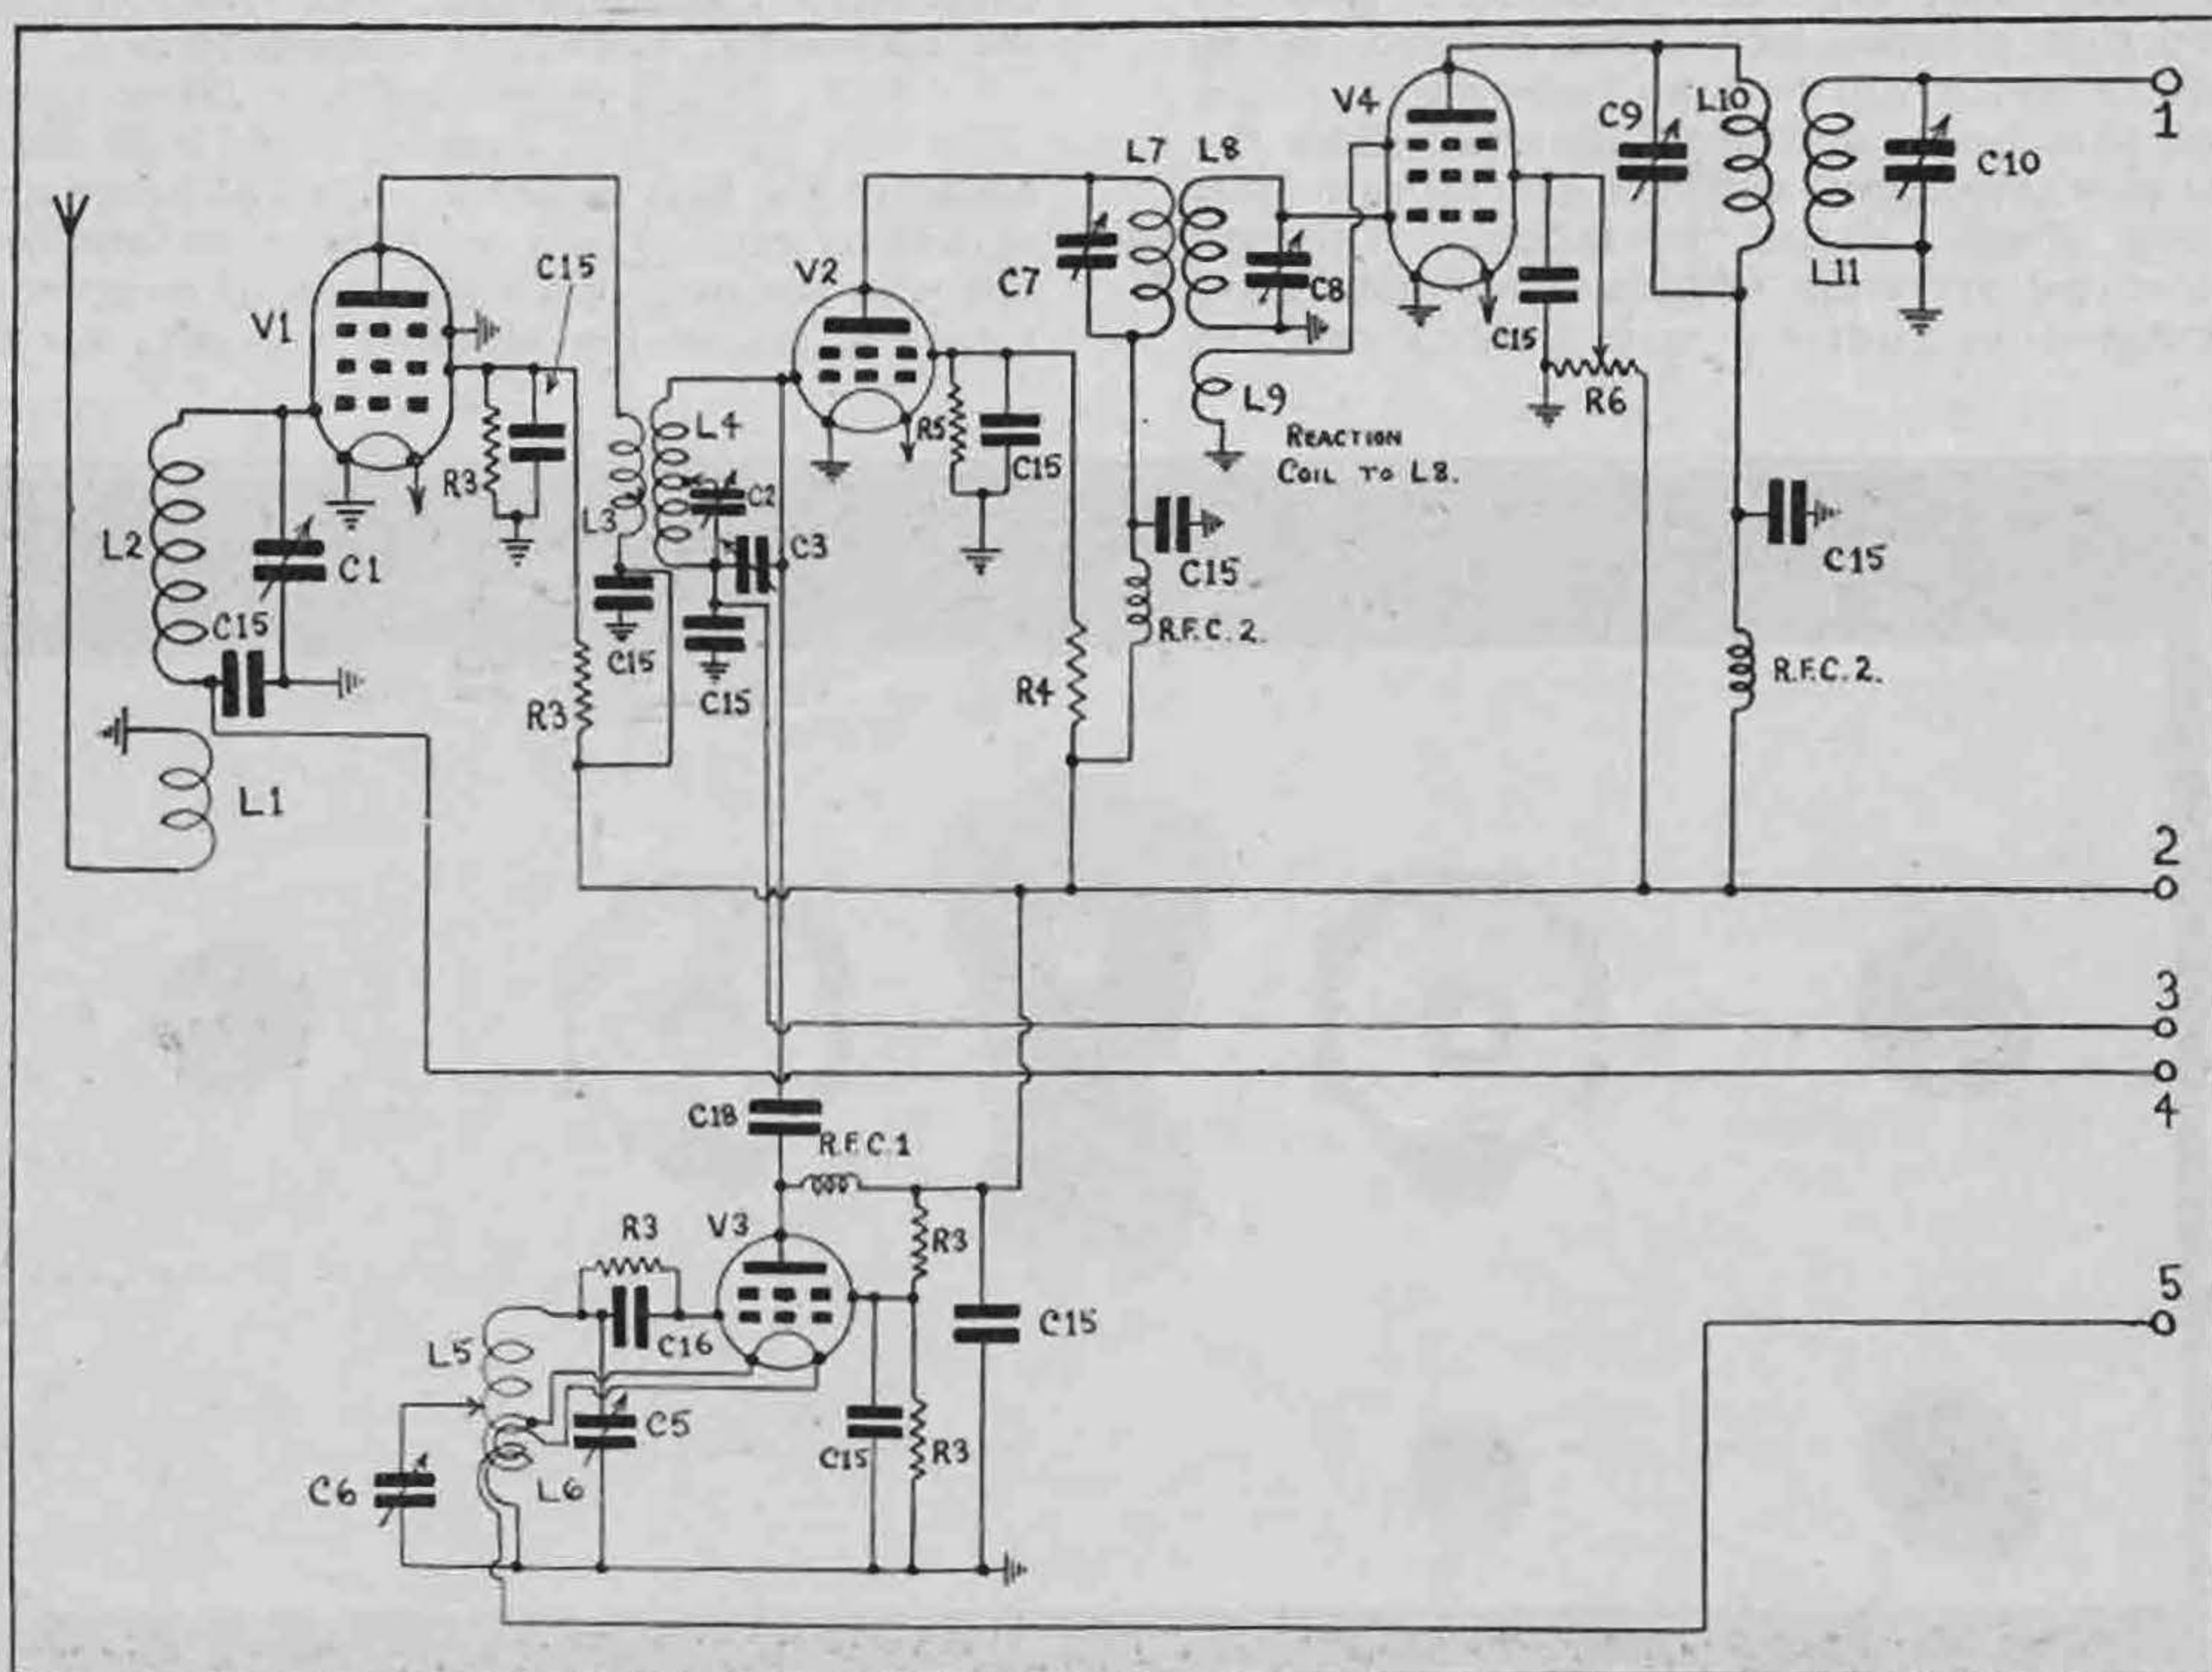 V4
C9
L10
1
C10
L7 L8
C15
V2
V1
C7
C8
L11
C15
R6
L9
REACTION
COIL TO L8.
L4
R5
R3
C15
C2
L3
L2
C1
C3
C15
C15
C15
C15
R.F.C. 2.
R.F.C. 2.
R4
R3
C15
L1
2
3
4
C18
R.F.C. 1
R3
V3
R3
5
C15
C16
L5
C5
C15
R3
C6
L6